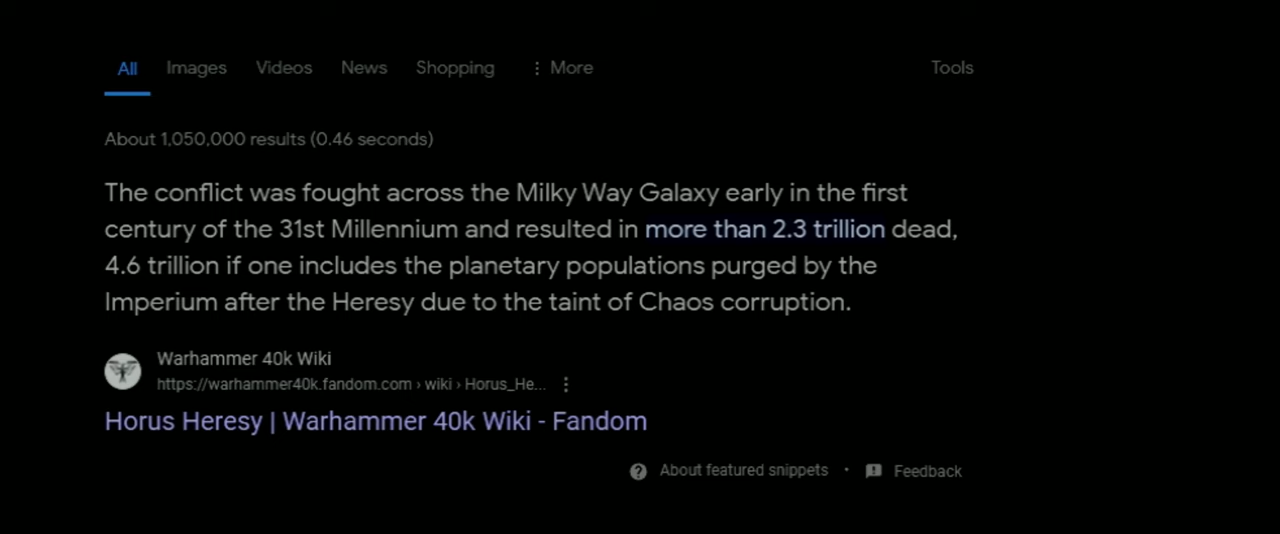 All Images Videos News Shopping ⋮ More Tools
About 1,050,000 results (0.46 seconds)
The conflict was fought across the Milky Way Galaxy early in the first
century of the 31st Millennium and resulted in more than 2.3 trillion dead,
4.6 trillion if one includes the planetary populations purged by the
Imperium after the Heresy due to the taint of Chaos corruption.
Warhammer 40k Wiki
https://warhammer40k.fandom.com › wiki › Horus_He... ⋮
Horus Heresy | Warhammer 40k Wiki - Fandom
About featured snippets • Feedback